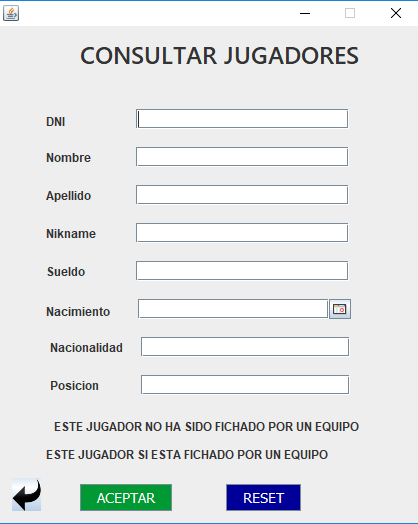 CONSULTAR JUGADORES
DNI
Nombre
Apellido
Nikname
Sueldo
Nacimiento
Nacionalidad
Posicion
ESTE JUGADOR NO HA SIDO FICHADO POR UN EQUIPO
ESTE JUGADOR SI ESTA FICHADO POR UN EQUIPO
ACEPTAR RESET